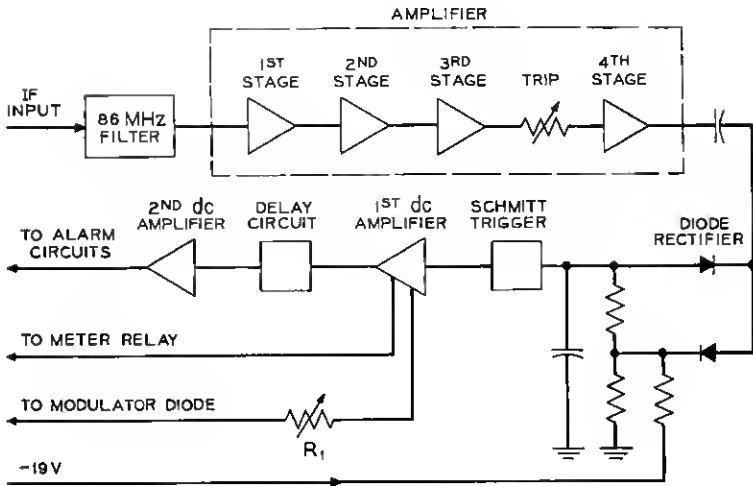 AMPLIFIER
1ST
STAGE
2ND
STAGE
3RD
STAGE
TRIP
4TH
STAGE
IF
INPUT
86 MHz
FILTER
2ND dc
AMPLIFIER
DELAY
CIRCUIT
1ST dc
AMPLIFIER
SCHMITT
TRIGGER
DIODE
RECTIFIER
TO ALARM
CIRCUITS
TO METER RELAY
TO MODULATOR DIODE
R1
-19V